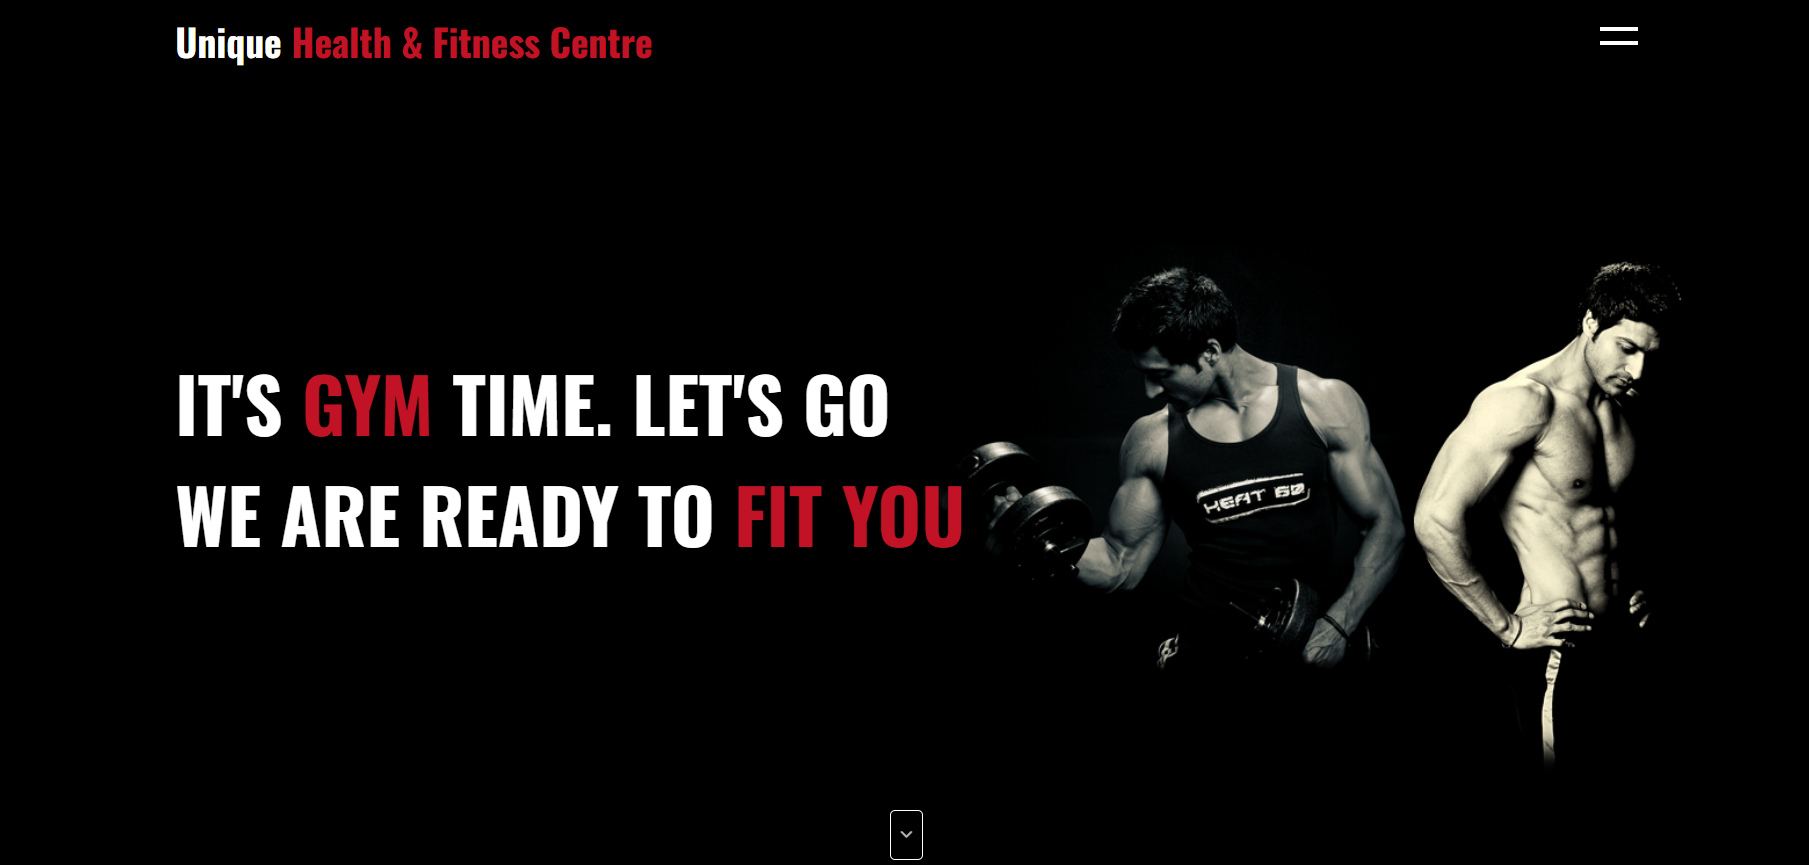 Unique Health & Fitness Centre
IT'S GYM TIME. LET'S GO
WE ARE READY TO FIT YOU
HEAT 60